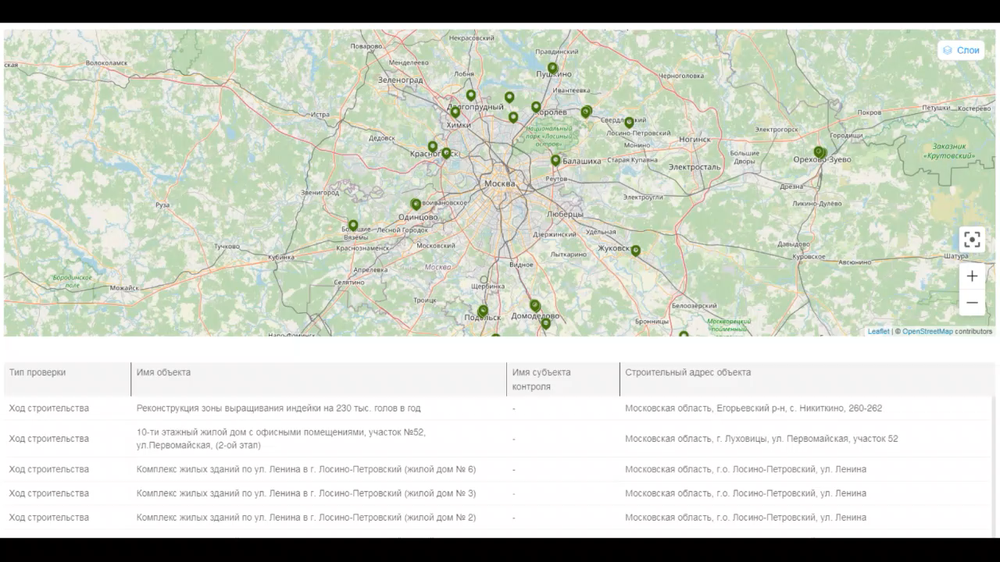 Некрасовский
Поварово
Правдинский
Слои
ская
Волоколамск
Менделеево
Лобня
Пушкино
Черноголовка
Зеленоград
Ивантеевка
Долгопрудный
Королёв
Петушки
Костерево
Истра
Покров
Химки
Национальный
парк «Лосиный
остров»
Лосино-Петровский
Электрогорск
Городищи
Дедовск
Монино
Ногинск
Заказник
«Крутовский»
Балашиха
Старая Купавна
Большие
Дворы
Орехово-Зуево
Электросталь
Реутов
Москва
Дрезна
Звенигород
Электроугли
Руза
Ликино-Дулёво
Одинцово
Люберцы
Большие
Вязёмы
Лесной Городок
Дзержинский
Удельная
Тучково
Краснознаменск
Московский
Жуковский
Давыдово
Кубинка
Лыткарино
Куровское
Шатура
Апрелевка
Москва
Видное
Авсюнино
Бородинское
поле
Селятино
Щербинка
Можайск
Троицк
Белоозёрский
Подольск
Домодедово
Бронницы
Москворецкий
пойменный
Наро-Фоминск
Leaflet | © OpenStreetMap contributors
Тип проверки
Имя объекта
Имя субъекта
контроля
Строительный адрес объекта
Ход строительства
Реконструкция зоны выращивания индейки на 230 тыс. голов в год
-
Московская область, Егорьевский р-н, с. Никиткино, 260-262
Ход строительства
10-ти этажный жилой дом с офисными помещениями, участок №52,
ул.Первомайская, (2-ой этап)
-
Московская область, г. Луховицы, ул. Первомайская, участок 52
Ход строительства
Комплекс жилых зданий по ул. Ленина в г. Лосино-Петровский (жилой дом № 6)
-
Московская область, г.о. Лосино-Петровский, ул. Ленина
Ход строительства
Комплекс жилых зданий по ул. Ленина в г. Лосино-Петровский (жилой дом № 3)
-
Московская область, г.о. Лосино-Петровский, ул. Ленина
Ход строительства
Комплекс жилых зданий по ул. Ленина в г. Лосино-Петровский (жилой дом № 2)
-
Московская область, г.о. Лосино-Петровский, ул. Ленина